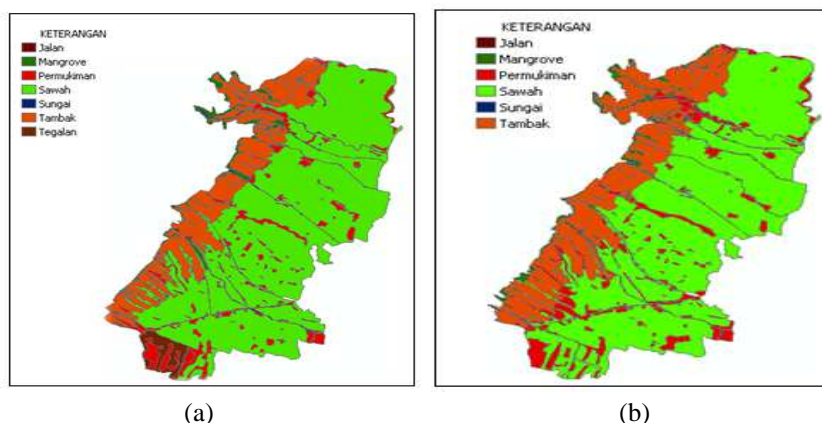 KETERANGAN
Jalan
Mangrove
Permukiman
Sawah
Sungai
Tambak
Tegalan
KETERANGAN
Jalan
Mangrove
Permukiman
Sawah
Sungai
Tambak
(a)
(b)